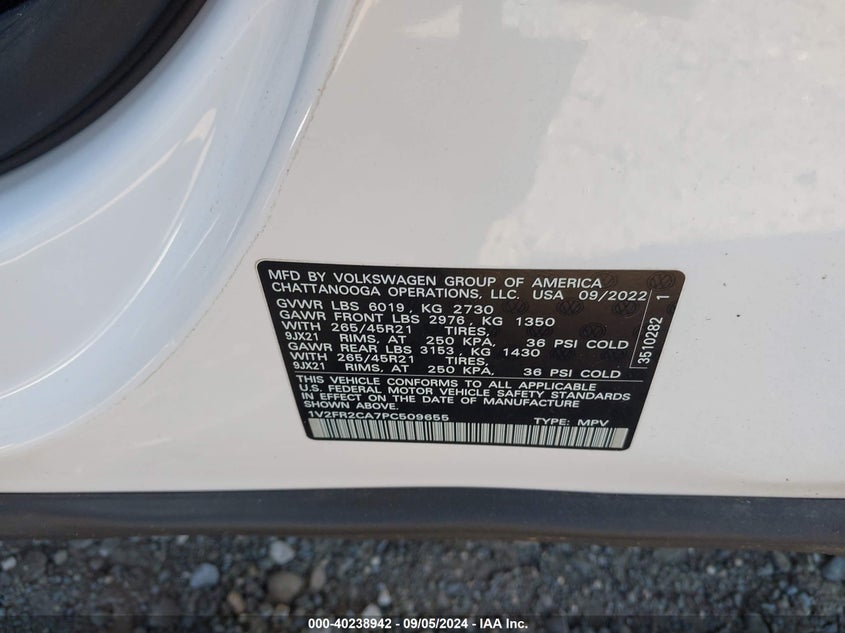 MFD BY VOLKSWAGEN GROUP OF AMERICA
CHATTANOOGA OPERATIONS, LLC. USA 09/2022
GVWR LBS 6019, KG 2730
GAWR FRONT LBS 2976, KG 1350
WITH 265/45R21 TIRES,
9JX21 RIMS, AT 250 KPA, 36 PSI COLD
GAWR REAR LBS 3153, KG 1430
WITH 265/45R21 TIRES,
9JX21 RIMS, AT 250 KPA, 36 PSI COLD
THIS VEHICLE CONFORMS TO ALL APPLICABLE
U.S. FEDERAL MOTOR VEHICLE SAFETY STANDARDS
IN EFFECT ON THE DATE OF MANUFACTURE
SHOWN ABOVE.
1V2FR2CA7PC509655 TYPE: MPV
3510282 1
000-40238942 - 09/05/2024 - IAA Inc.